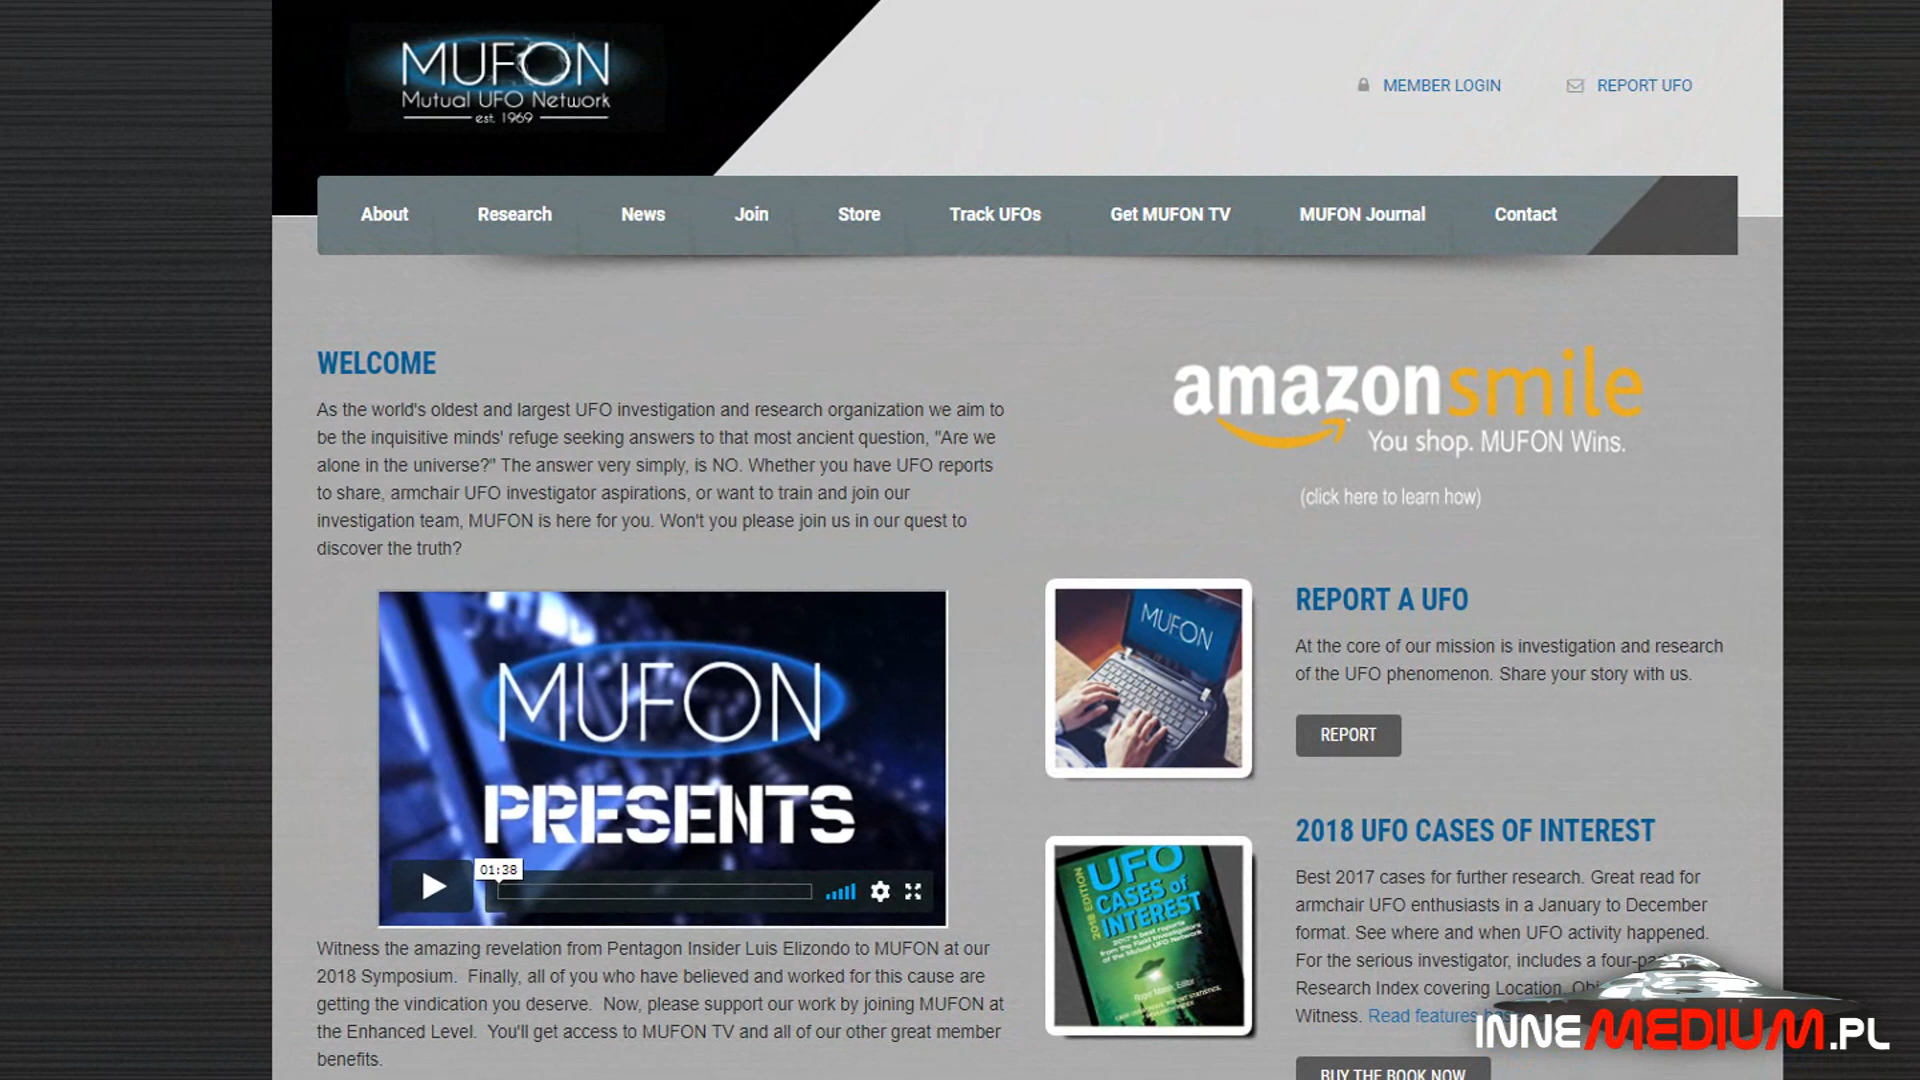 MUFON
Mutual UFO Network
est. 1969
MEMBER LOGIN
REPORT UFO
About
Research
News
Join
Store
Track UFOs
Get MUFON TV
MUFON Journal
Contact
WELCOME
As the world's oldest and largest UFO investigation and research organization we aim to
be the inquisitive minds' refuge seeking answers to that most ancient question, "Are we
alone in the universe?" The answer very simply, is NO. Whether you have UFO reports
to share, armchair UFO investigator aspirations, or want to train and join our
investigation team, MUFON is here for you. Won't you please join us in our quest to
discover the truth?
MUFON
PRESENTS
01:38
Witness the amazing revelation from Pentagon Insider Luis Elizondo to MUFON at our
2018 Symposium. Finally, all of you who have believed and worked for this cause are
getting the vindication you deserve. Now, please support our work by joining MUFON at
the Enhanced Level. You'll get access to MUFON TV and all of our other great member
benefits.
amazonsmile
You shop. MUFON Wins.
(click here to learn how)
MUFON
REPORT A UFO
At the core of our mission is investigation and research
of the UFO phenomenon. Share your story with us.
REPORT
2018 EDITION
UFO
CASES of
INTEREST
2017's best reports
from the Field Investigators
of the Mutual UFO Network
2018 UFO CASES OF INTEREST
Best 2017 cases for further research. Great read for
armchair UFO enthusiasts in a January to December
format. See where and when UFO activity happened.
For the serious investigator, includes a
Research Index covering Location,
Witness. Read features
BUY THE BOOK NOW
INNEMEDIUM.PL